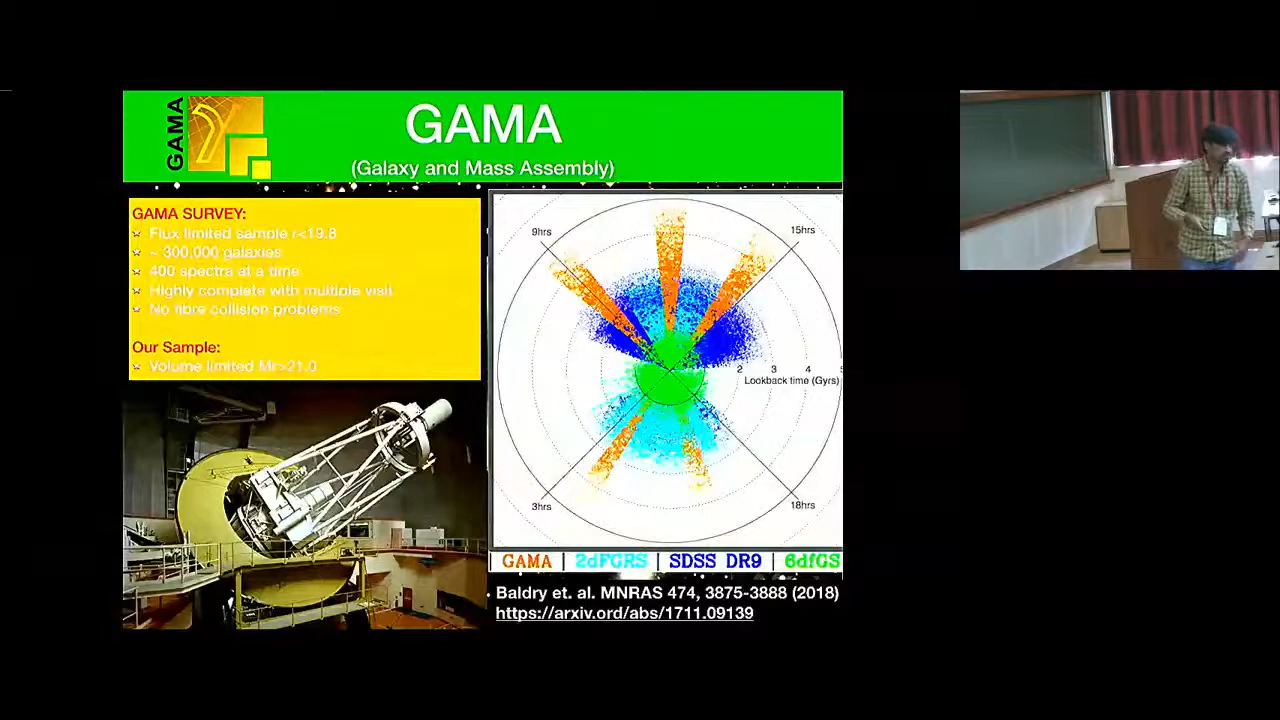 GAMA
GAMA
(Galaxy and Mass Assembly)
GAMA SURVEY:
Flux limited sample r<19.8
~ 300,000 galaxies
400 spectra at a time
Highly complete with multiple visit
No fibre collision problems
Our Sample:
Volume limited Mr>21.0
9hrs
15hrs
2 3 4 5
Lookback time (Gyrs)
3hrs
18hrs
GAMA | 2dFGRS | SDSS DR9 | 6dfGS
Baldry et. al. MNRAS 474, 3875-3888 (2018)
https://arxiv.ord/abs/1711.09139